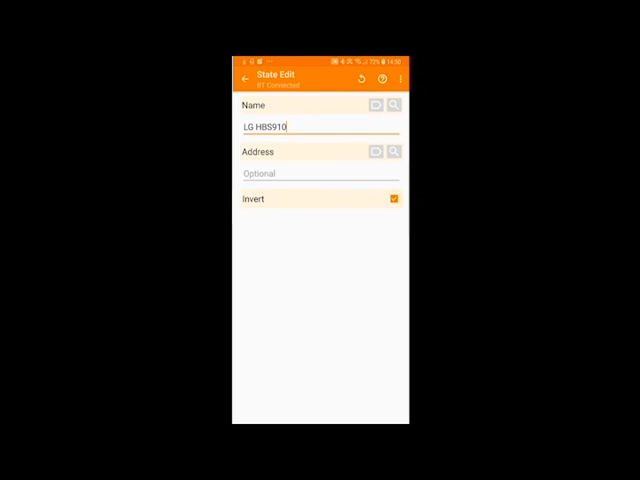 72% 14:50
State Edit
BT Connected
Name
LG HBS910
Address
Optional
Invert